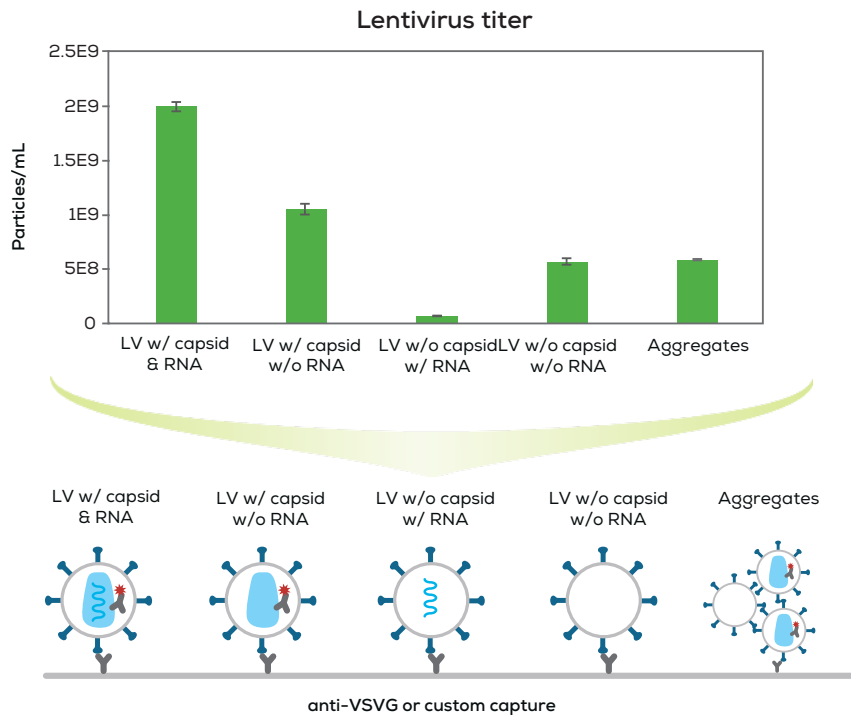 Lentivirus titer
Particles/mL
2.5E9
2E9
1.5E9
1E9
5E8
0
LV w/ capsid
& RNA
LV w/ capsid
w/o RNA
LV w/o capsid
w/ RNA
LV w/o capsid
w/o RNA
Aggregates
LV w/ capsid
& RNA
LV w/ capsid
w/o RNA
LV w/o capsid
w/ RNA
LV w/o capsid
w/o RNA
Aggregates
anti-VSVG or custom capture